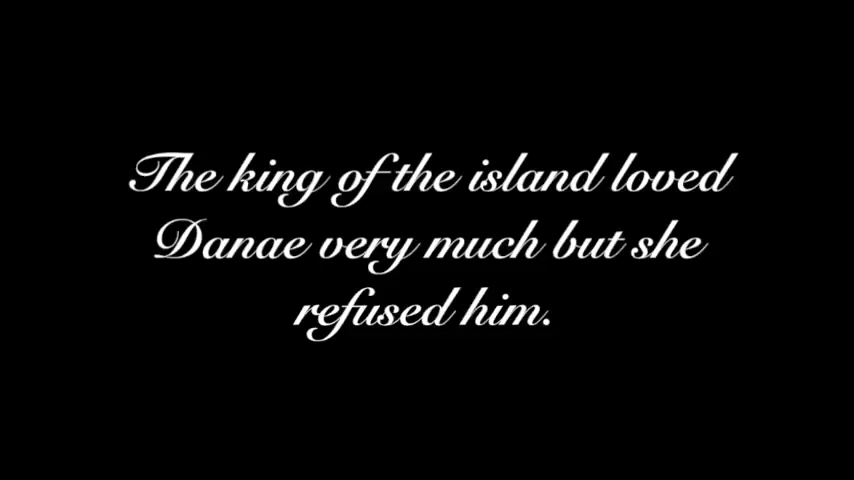 The king of the island loved
Danae very much but she
refused him.